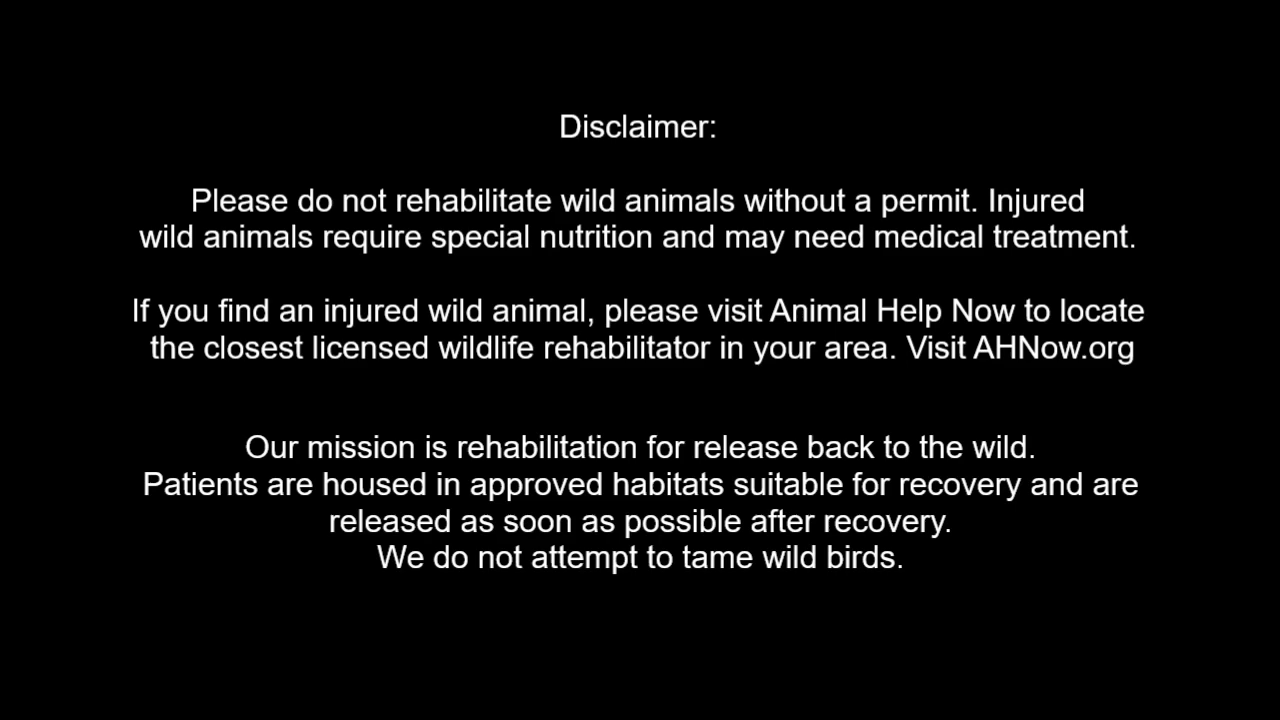 Disclaimer:
Please do not rehabilitate wild animals without a permit. Injured
wild animals require special nutrition and may need medical treatment.
If you find an injured wild animal, please visit Animal Help Now to locate
the closest licensed wildlife rehabilitator in your area. Visit AHNow.org
Our mission is rehabilitation for release back to the wild.
Patients are housed in approved habitats suitable for recovery and are
released as soon as possible after recovery.
We do not attempt to tame wild birds.